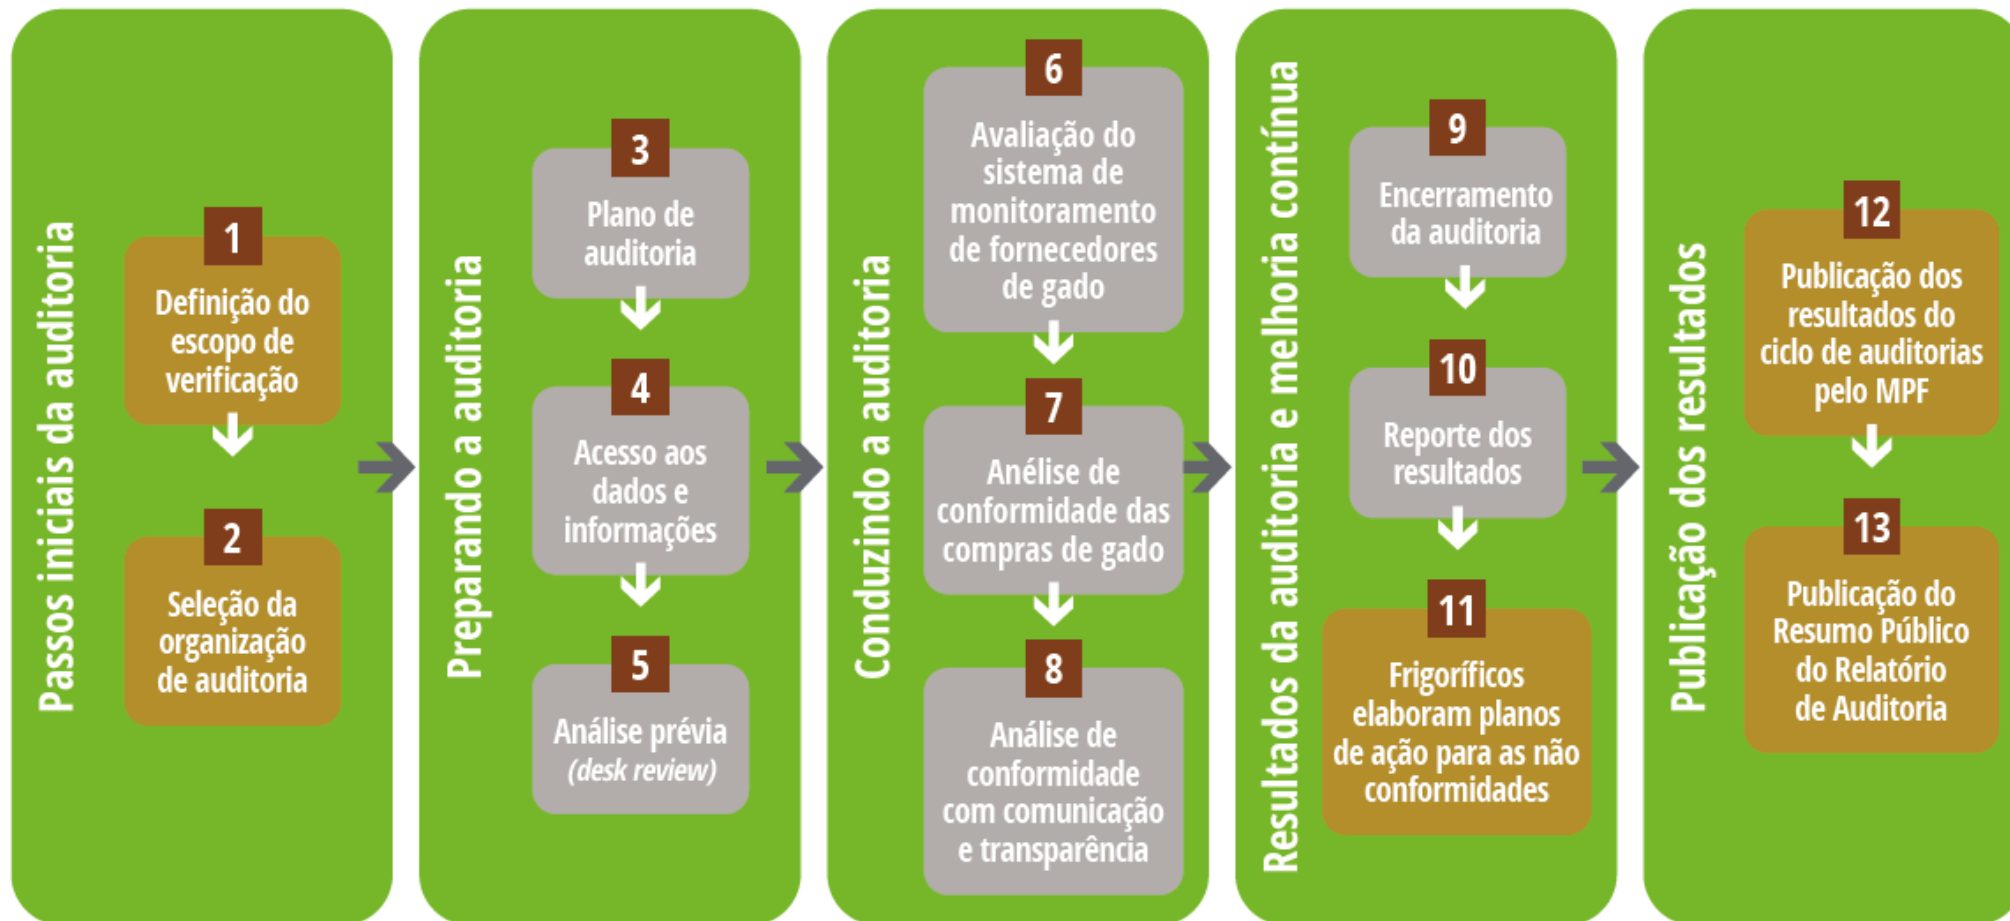 Passos iniciais da auditoria
1
Definição do
escopo de
verificação
2
Seleção da
organização
de auditoria
Preparando a auditoria
3
Plano de
auditoria
4
Acesso aos
dados e
informações
5
Análise prévia
(desk review)
Conduzindo a auditoria
6
Avaliação do
sistema de
monitoramento
de fornecedores
de gado
7
Anélise de
conformidade das
compras de gado
8
Análise de
conformidade
com comunicação
e transparência
Resultados da auditoria e melhoria contínua
9
Encerramento
da auditoria
10
Reporte dos
resultados
11
Frigoríficos
elaboram planos
de ação para as não
conformidades
Publicação dos resultados
12
Publicação dos
resultados do
ciclo de auditorias
pelo MPF
13
Publicação do
Resumo Público
do Relatório
de Auditoria